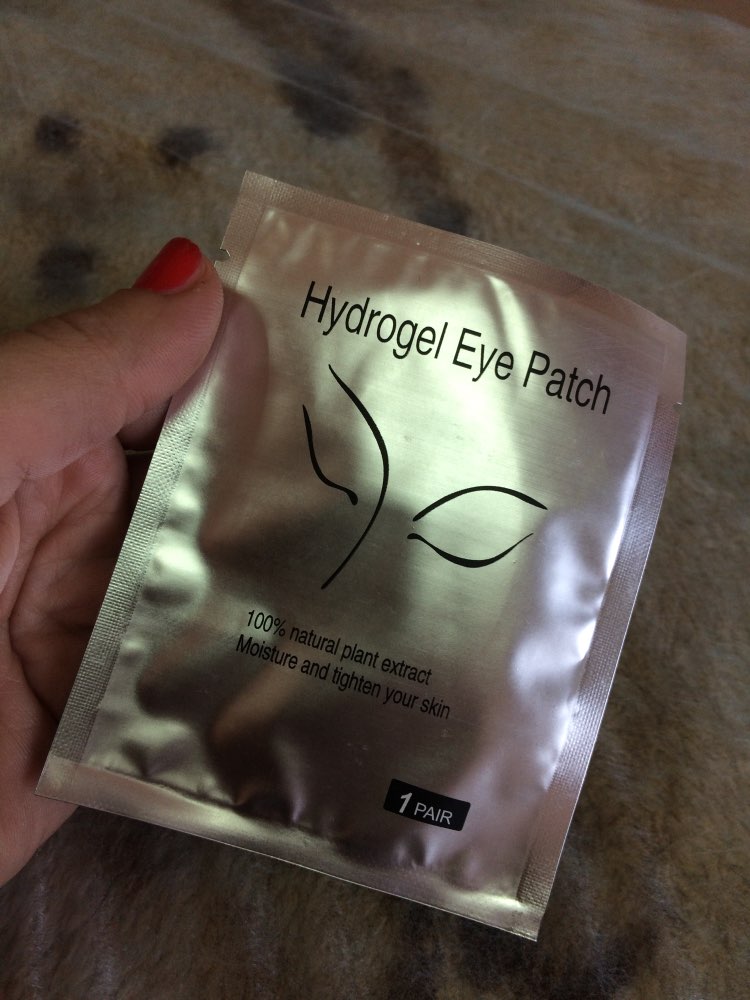 Hydrogel Eye Patch
100% natural plant extract
Moisture and tighten your skin
1 PAIR